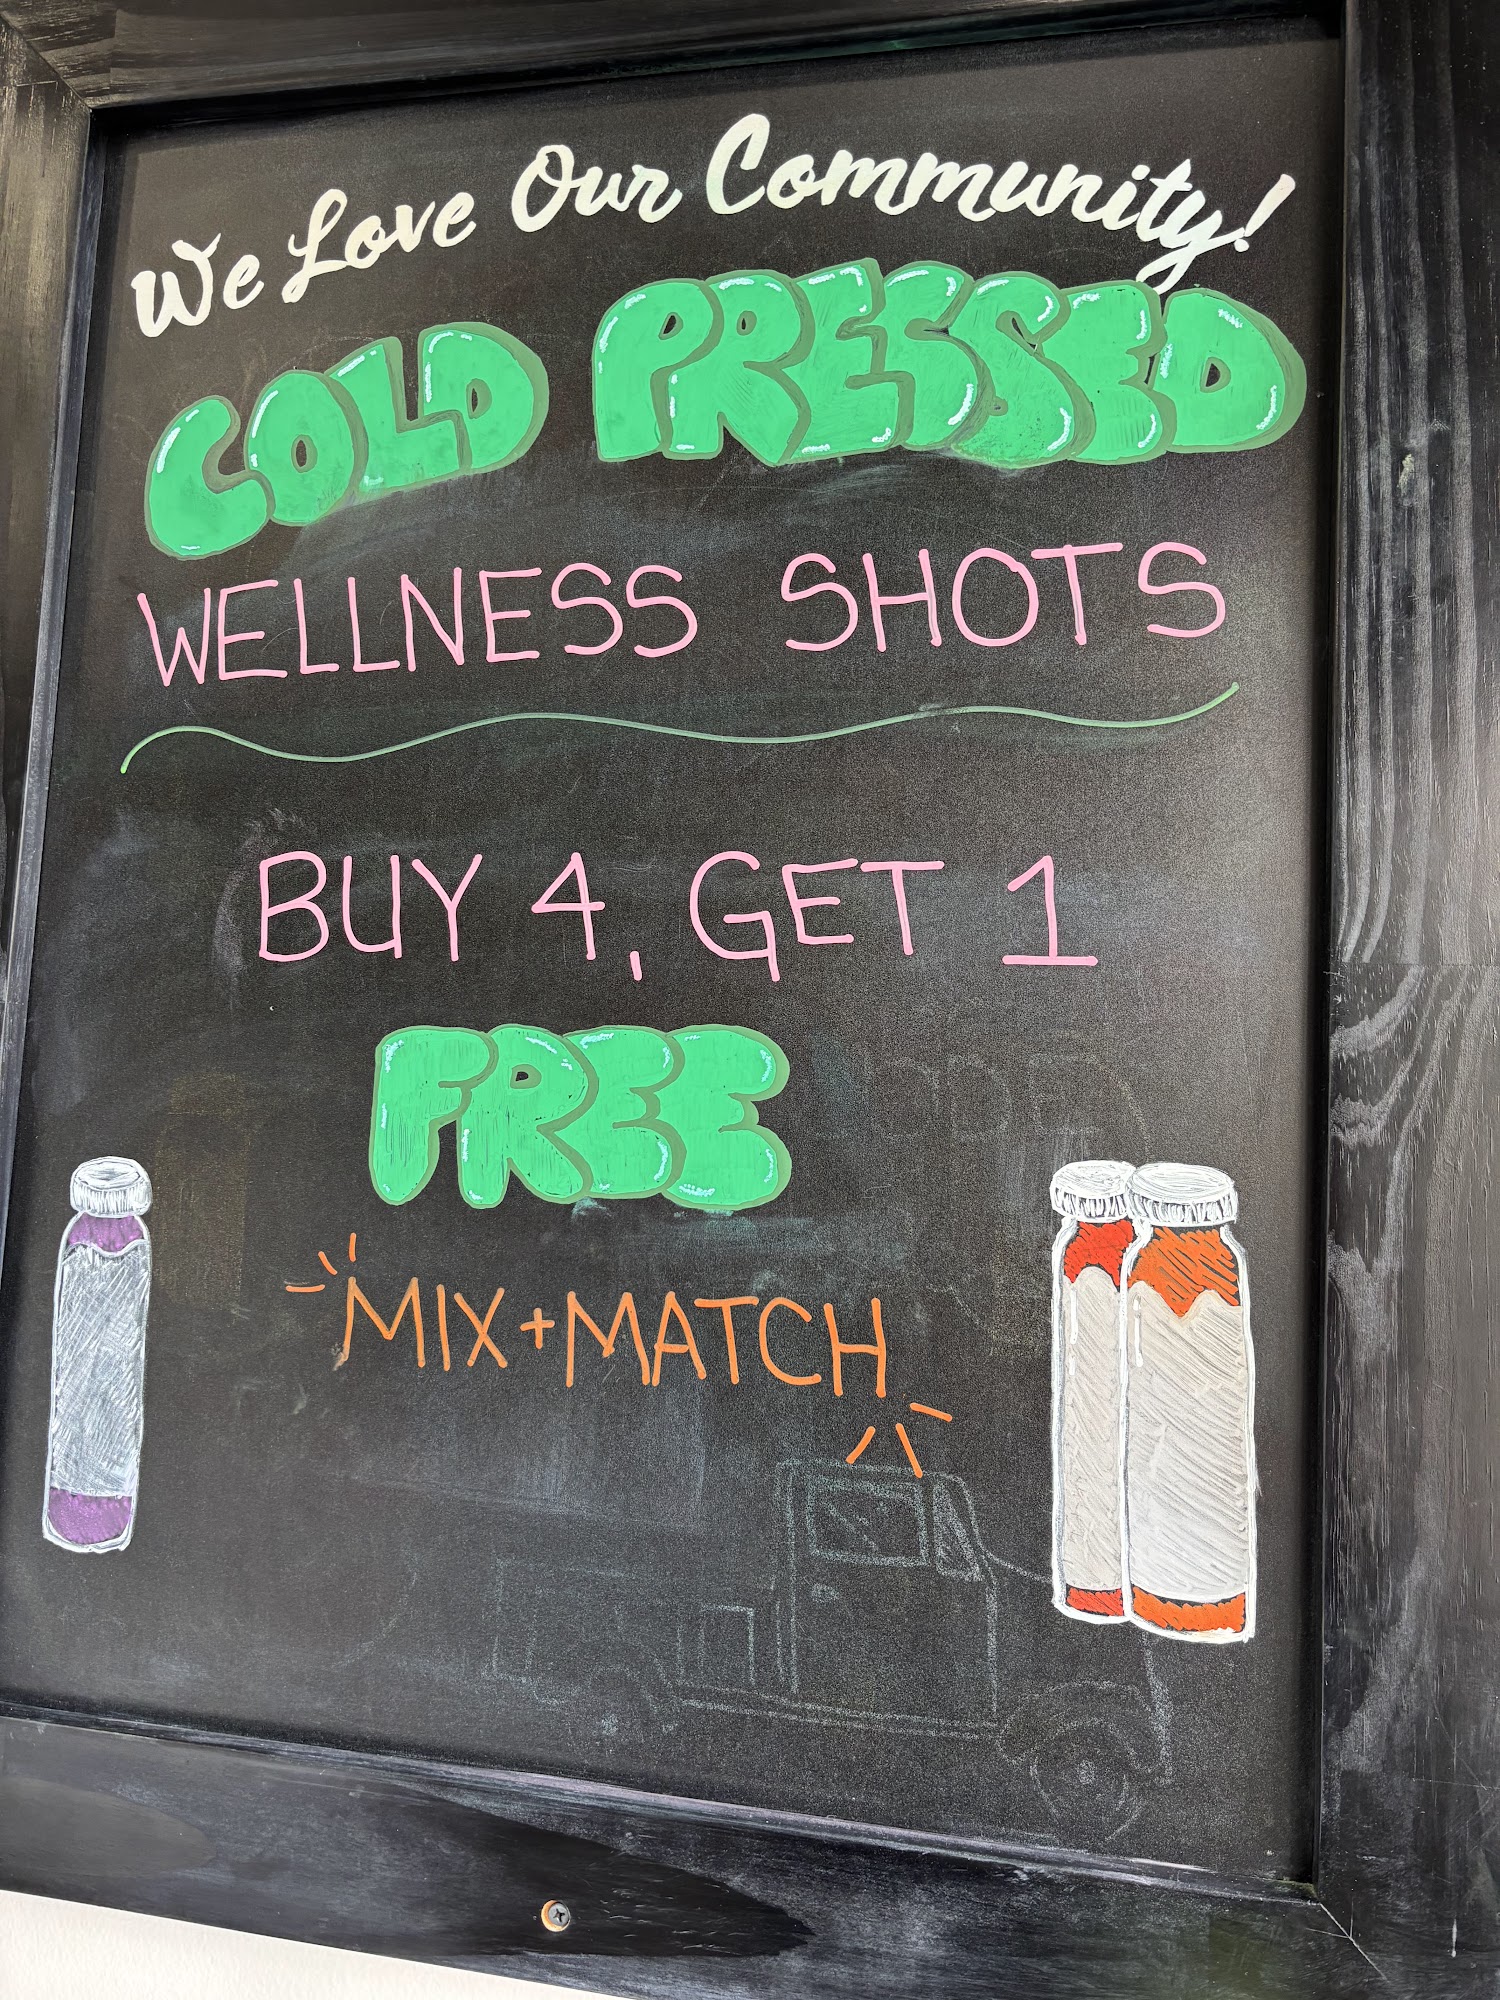 We Love Our Community!
COLD PRESSED
WELLNESS SHOTS
BUY 4, GET 1
FREE
MIX+MATCH